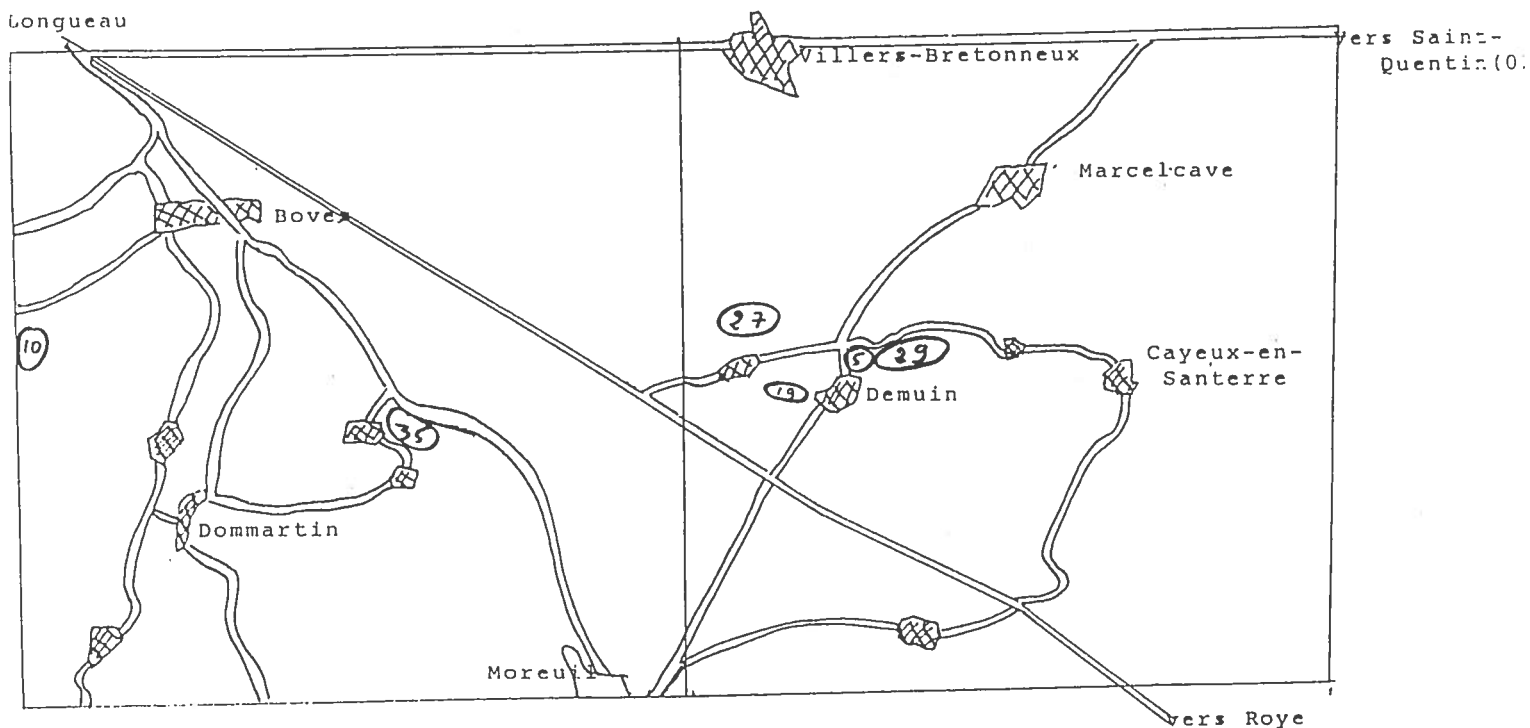 Longueau
Villers-Bretonneux
vers Saint-
Quentin(0
Marcelcave
Boves
27
10
5
29
Cayeux-en-
Santerre
19
Demuin
35
Dommartin
Moreuil
vers Roye